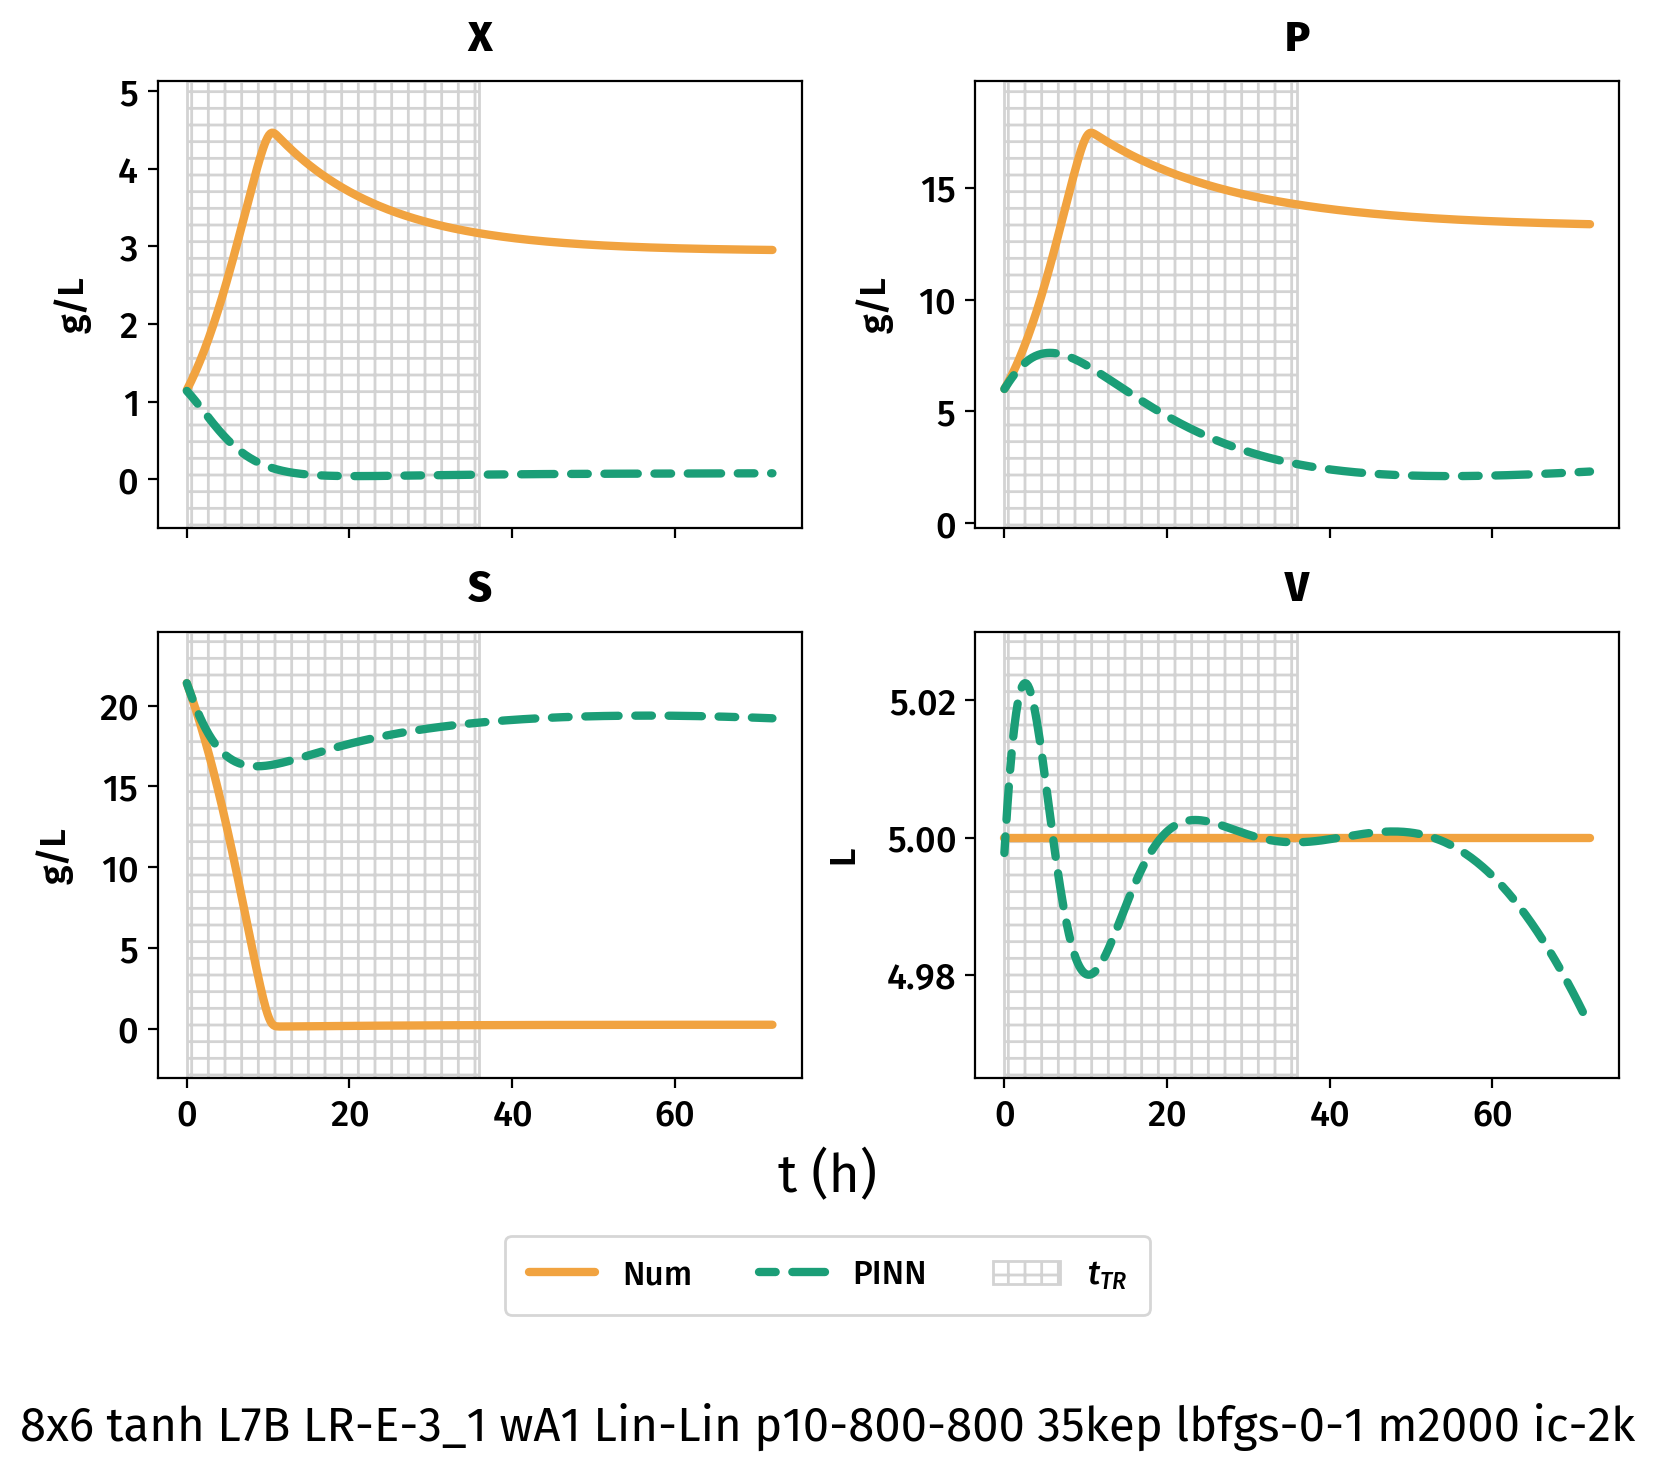 X
P
5
4
3
2
1
0
g/L
15
10
5
0
g/L
S
V
20
15
10
5
0
g/L
5.02
5.00
4.98
L
0 20 40 60
0 20 40 60
t (h)
Num PINN tTR
8x6 tanh L7B LR-E-3_1 wA1 Lin-Lin p10-800-800 35kep lbfgs-0-1 m2000 ic-2k